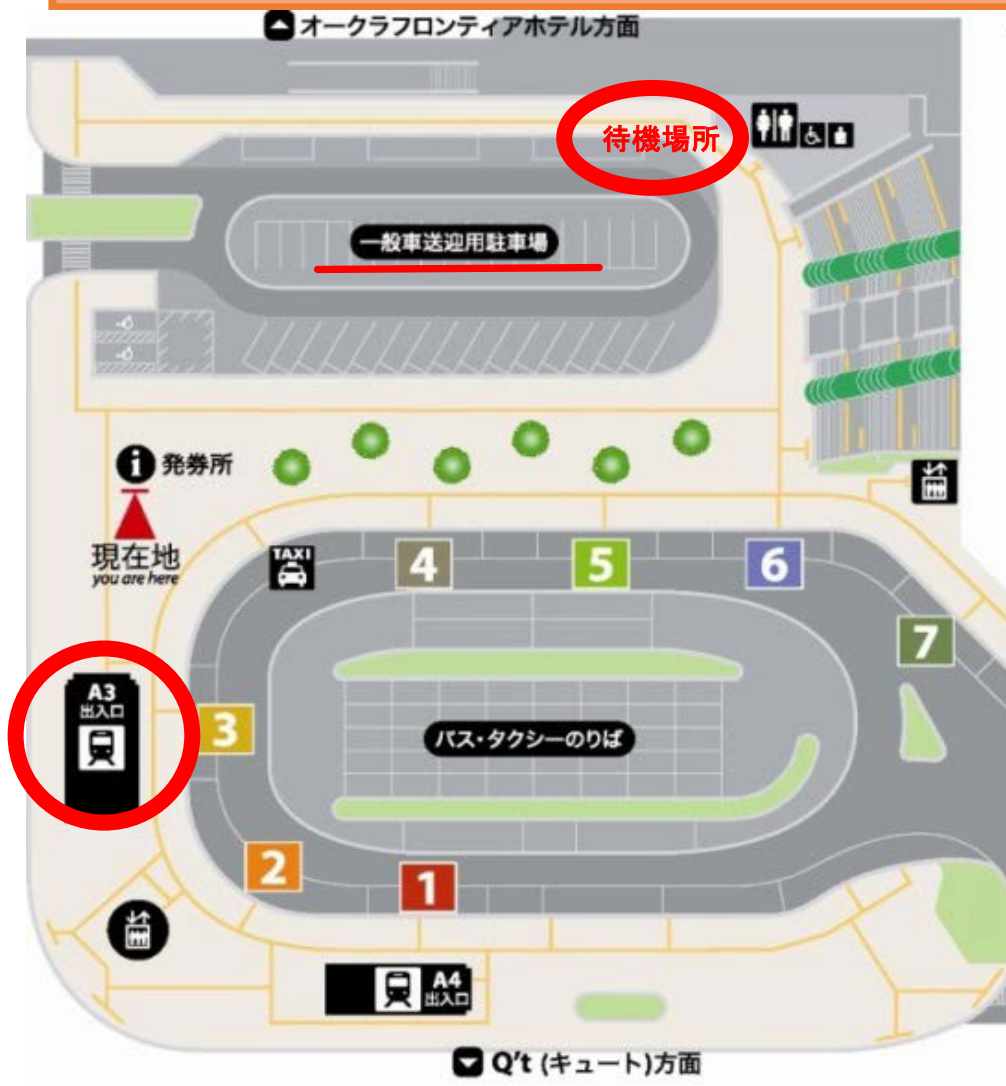 オークラフロンティアホテル方面
待機場所
一般車送迎用駐車場
発券所
現在地
you are here
TAXI
4
5
6
7
A3
出入口
3
バス・タクシーのりば
2
1
A4
出入口
Q't (キュート)方面